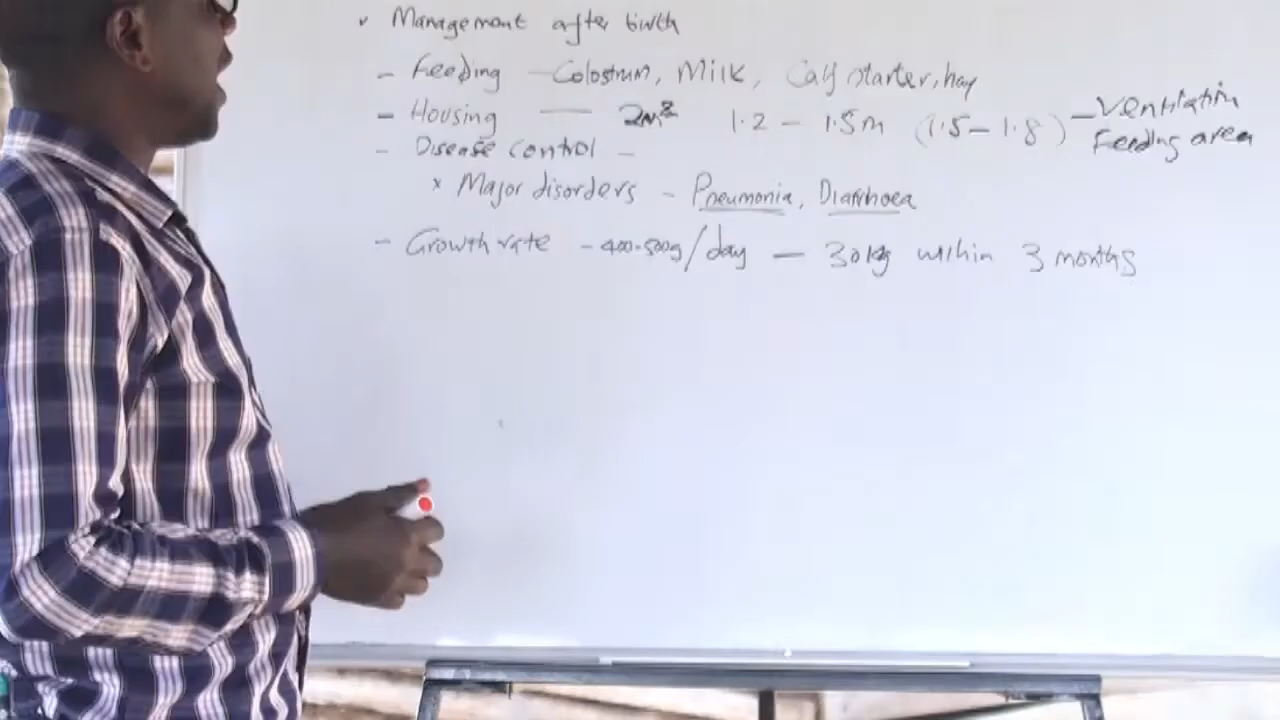 v Management after birth
- Feeding - Colostrum, Milk, Calf starter, hay
- Housing — 2m² 1.2 - 1.5m (1.5 - 1.8) - Ventilation Feeding area
- Disease control -
x Major disorders - Pneumonia, Diarrhoea
- Growth rate - 400-500g/day — 30kg within 3 months